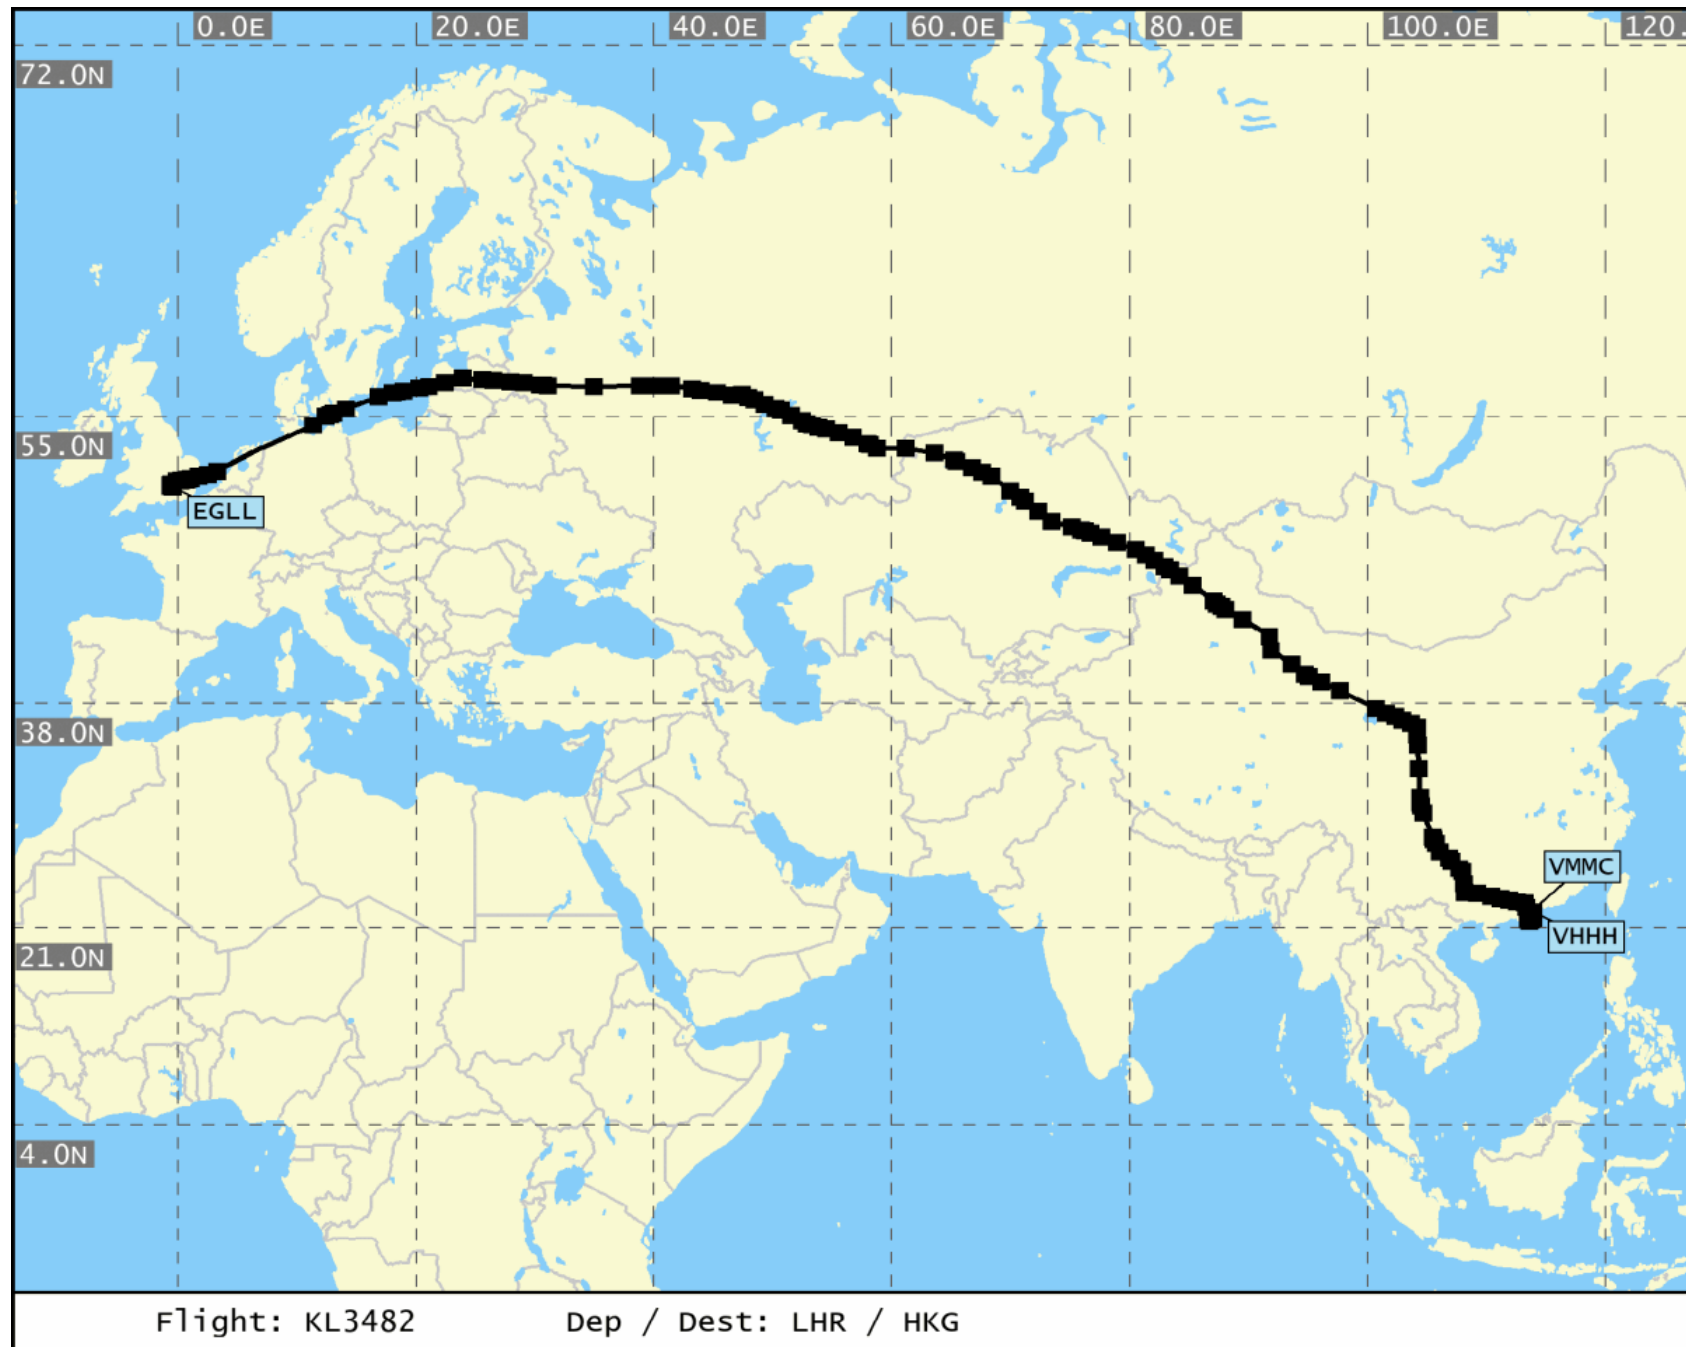 0.0E 20.0E 40.0E 60.0E 80.0E 100.0E 120.
72.0N
55.0N
EGLL
38.0N
VMMC
VHHH
21.0N
4.0N
Flight: KL3482 Dep / Dest: LHR / HKG